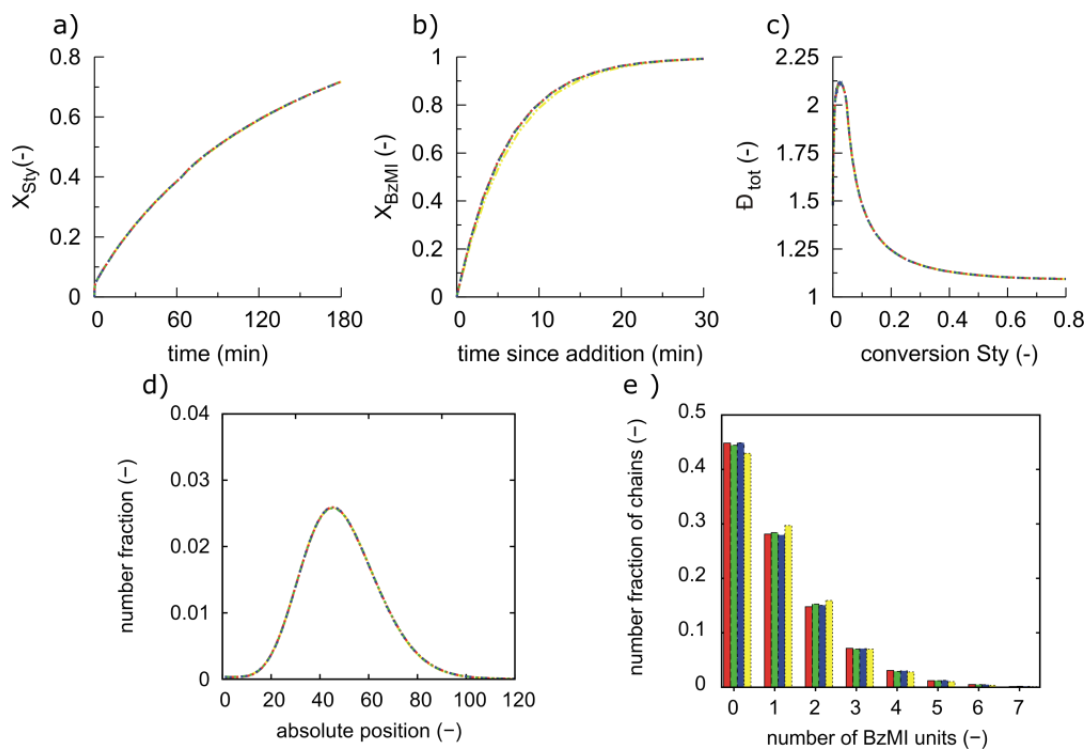 a)
0.8
0.6
0.4
0.2
0
0 60 120 180
X_Sty(-)
time (min)
b)
1
0.8
0.6
0.4
0.2
0
0 10 20 30
X_BzMI (-)
time since addition (min)
c)
2.25
2
1.75
1.5
1.25
1
0 0.2 0.4 0.6 0.8
Đ_tot (-)
conversion Sty (-)
d)
0.04
0.03
0.02
0.01
0
0 20 40 60 80 100 120
number fraction (−)
absolute position (−)
e )
0.5
0.4
0.3
0.2
0.1
0
0 1 2 3 4 5 6 7
number fraction of chains (−)
number of BzMI units (−)